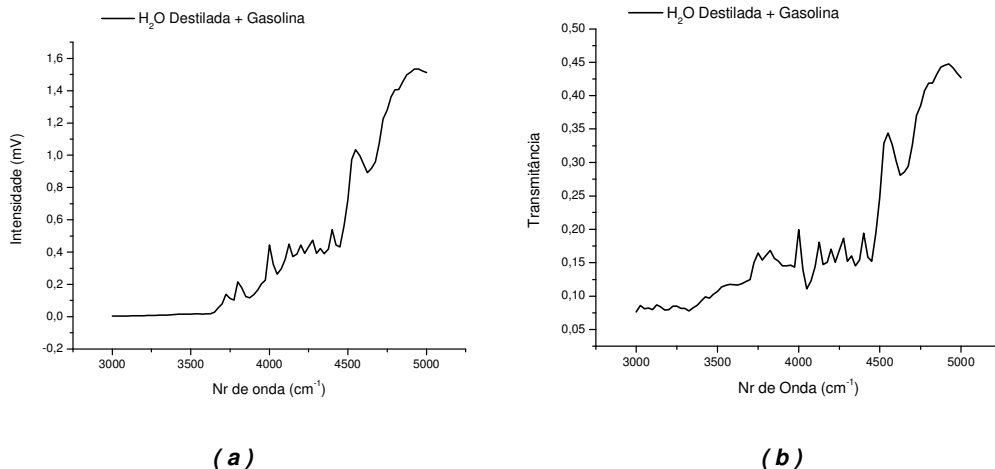 H₂O Destilada + Gasolina
Intensidade (mV)
1,6
1,4
1,2
1,0
0,8
0,6
0,4
0,2
0,0
-0,2
3000 3500 4000 4500 5000
Nr de onda (cm⁻¹)
( a )
H₂O Destilada + Gasolina
Transmitância
0,50
0,45
0,40
0,35
0,30
0,25
0,20
0,15
0,10
0,05
3000 3500 4000 4500 5000
Nr de Onda (cm⁻¹)
( b )